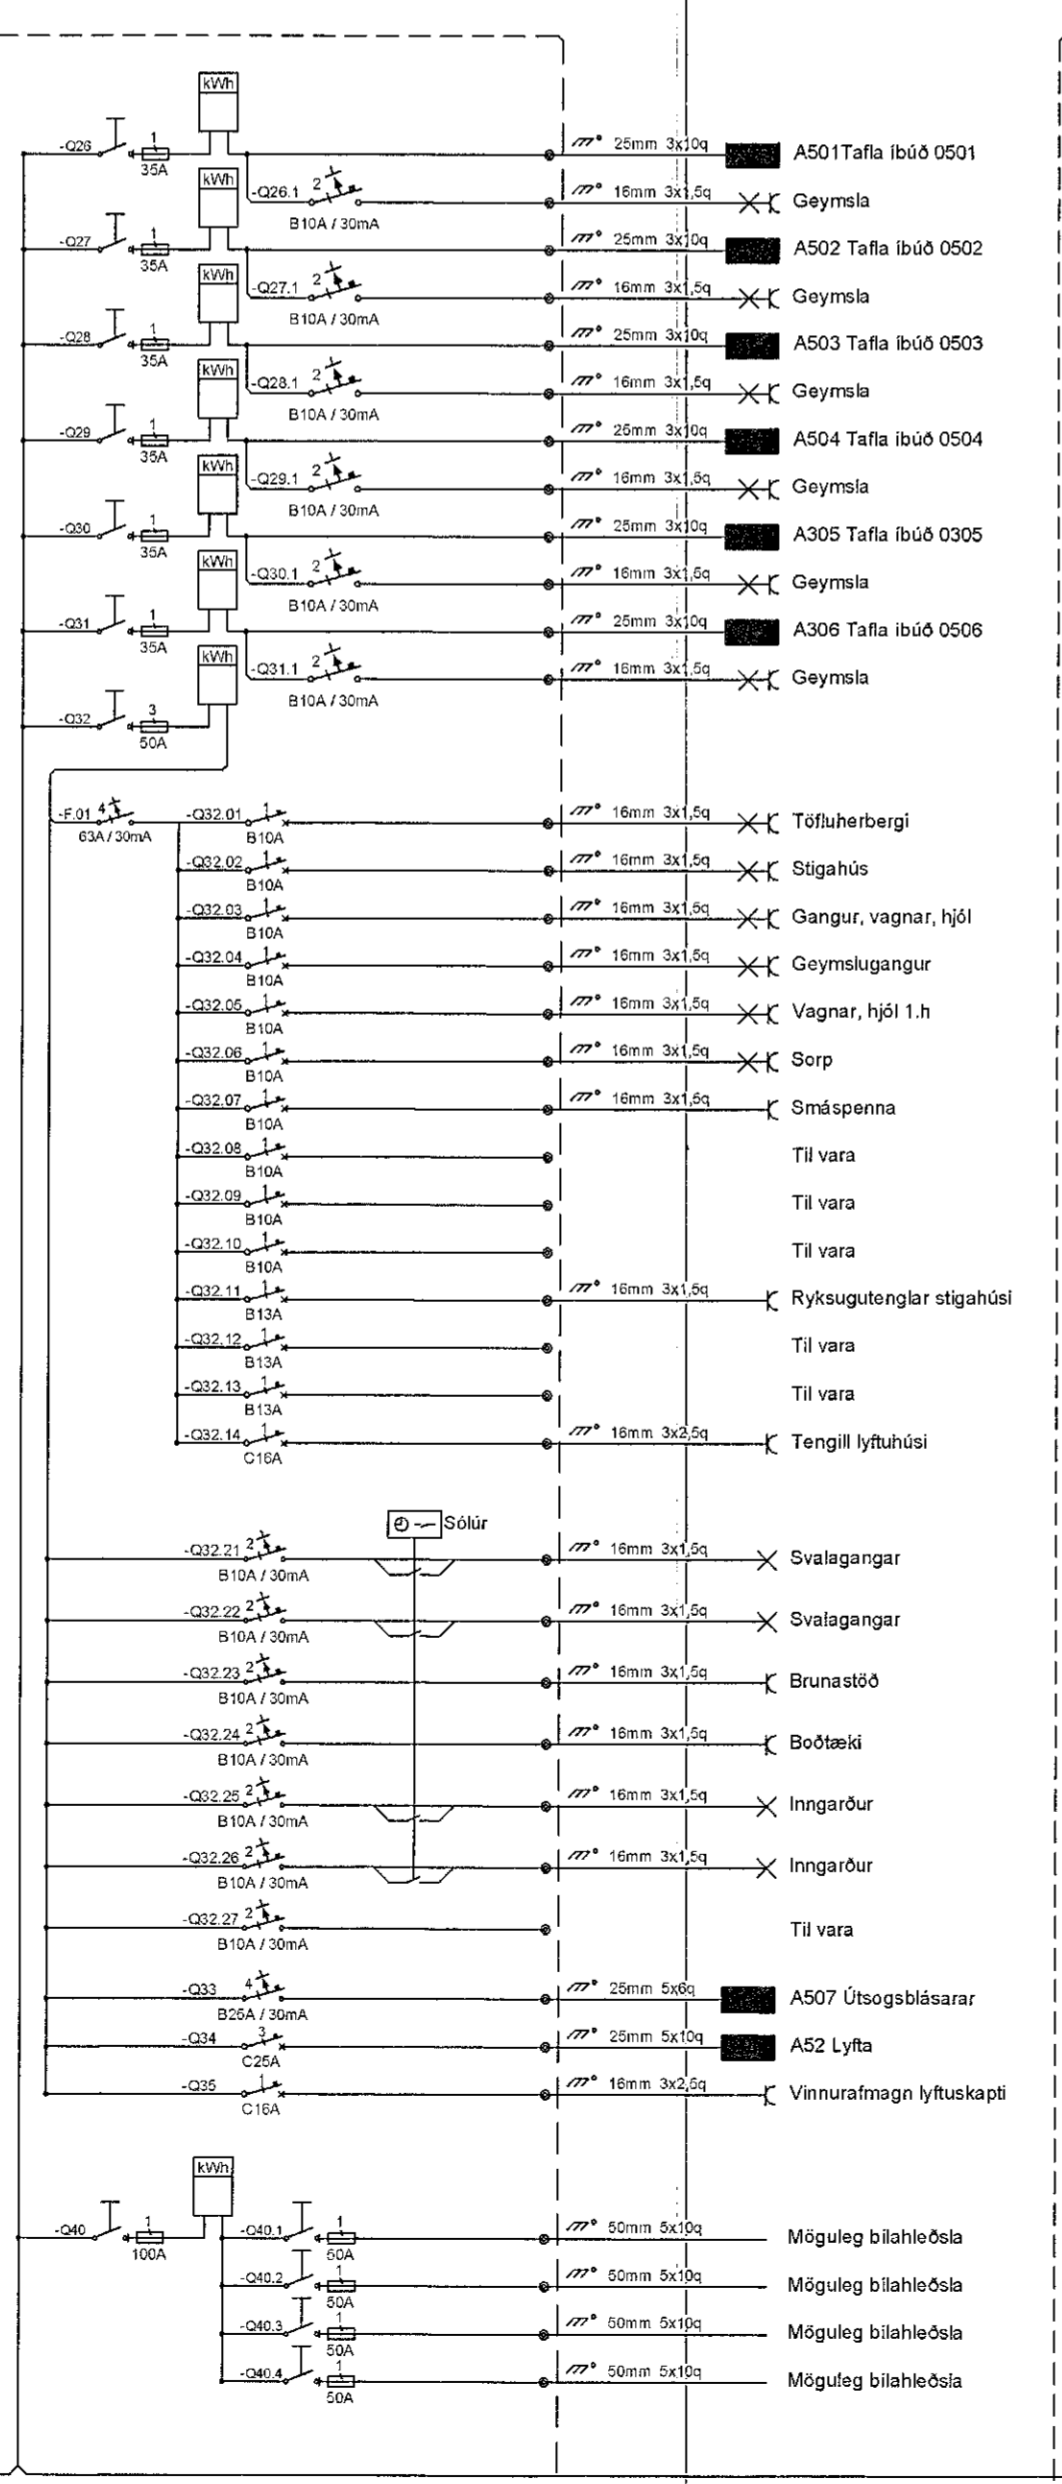 kWh
-Q26 1 35A 25mm 3x10q A501Tafla íbúð 0501
kWh
-Q26.1 2 B10A / 30mA 16mm 3x1,5q Geymsla
-Q27 1 35A 25mm 3x10q A502 Tafla íbúð 0502
kWh
-Q27.1 2 B10A / 30mA 16mm 3x1,5q Geymsla
-Q28 1 35A 25mm 3x10q A503 Tafla íbúð 0503
kWh
-Q28.1 2 B10A / 30mA 16mm 3x1,5q Geymsla
-Q29 1 35A 25mm 3x10q A504 Tafla íbúð 0504
kWh
-Q29.1 2 B10A / 30mA 16mm 3x1,5q Geymsla
-Q30 1 35A 25mm 3x10q A305 Tafla íbúð 0305
kWh
-Q30.1 2 B10A / 30mA 16mm 3x1,5q Geymsla
-Q31 1 35A 25mm 3x10q A306 Tafla íbúð 0506
kWh
-Q31.1 2 B10A / 30mA 16mm 3x1,5q Geymsla
-Q32 3 50A
-F.01 4 63A / 30mA
-Q32.01 1 B10A 16mm 3x1,5q Töfluherbergi
-Q32.02 1 B10A 16mm 3x1,5q Stigahús
-Q32.03 1 B10A 16mm 3x1,5q Gangur, vagnar, hjól
-Q32.04 1 B10A 16mm 3x1,5q Geymslugangur
-Q32.05 1 B10A 16mm 3x1,5q Vagnar, hjól 1.h
-Q32.06 1 B10A 16mm 3x1,5q Sorp
-Q32.07 1 B10A 16mm 3x1,5q Smáspenna
-Q32.08 1 B10A Til vara
-Q32.09 1 B10A Til vara
-Q32.10 1 B10A Til vara
-Q32.11 1 B13A 16mm 3x1,5q Ryksugutenglar stigahúsi
-Q32.12 1 B13A Til vara
-Q32.13 1 B13A Til vara
-Q32.14 1 C16A 16mm 3x2,5q Tengill lyftuhúsi
Sólúr
-Q32.21 2 B10A / 30mA 16mm 3x1,5q Svalagangar
-Q32.22 2 B10A / 30mA 16mm 3x1,5q Svalagangar
-Q32.23 2 B10A / 30mA 16mm 3x1,5q Brunastöð
-Q32.24 2 B10A / 30mA 16mm 3x1,5q Boðtæki
-Q32.25 2 B10A / 30mA 16mm 3x1,5q Inngarður
-Q32.26 2 B10A / 30mA 16mm 3x1,5q Inngarður
-Q32.27 2 B10A / 30mA Til vara
-Q33 4 B25A / 30mA 25mm 5x6q A507 Útsogsblásarar
-Q34 3 C25A 25mm 5x10q A52 Lyfta
-Q35 1 C16A 16mm 3x2,5q Vinnurafmagn lyftuskapti
kWh
-Q40 1 100A
-Q40.1 1 50A 50mm 5x10q Möguleg bílahleðsla
-Q40.2 1 50A 50mm 5x10q Möguleg bílahleðsla
-Q40.3 1 50A 50mm 5x10q Möguleg bílahleðsla
-Q40.4 1 50A 50mm 5x10q Möguleg bílahleðsla